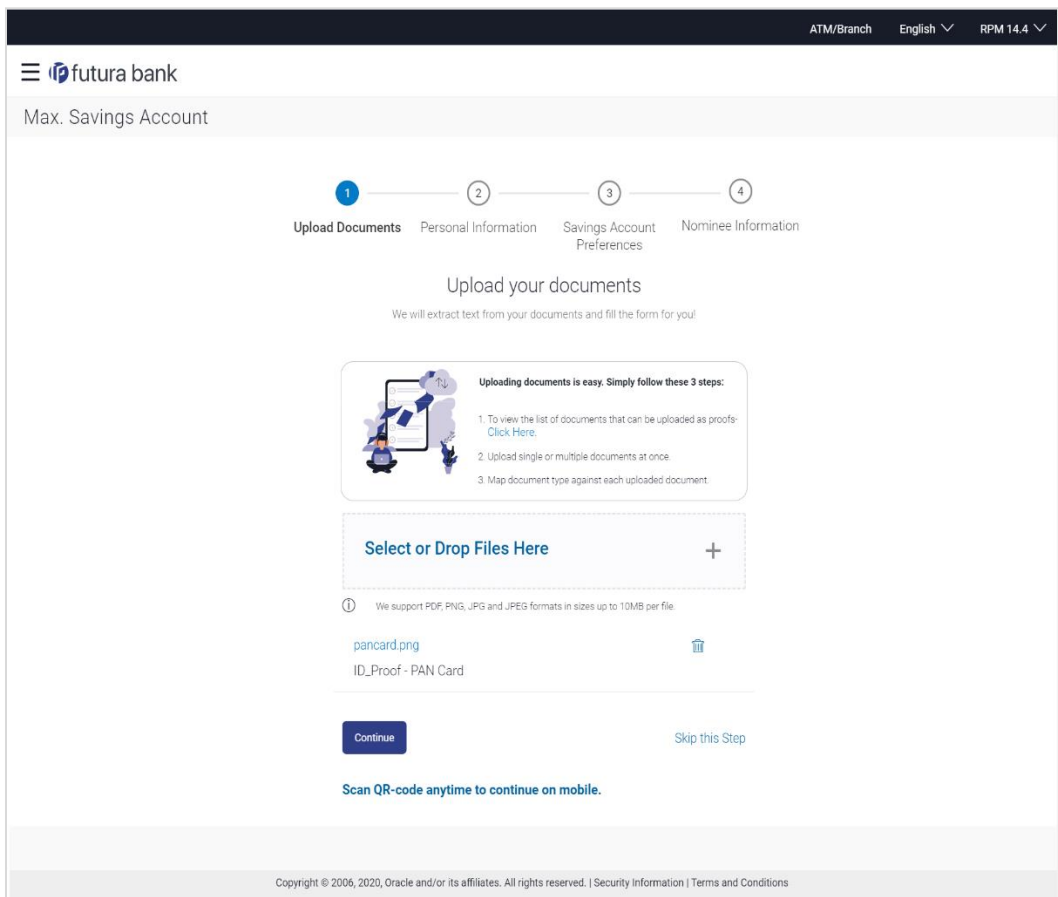 ATM/Branch English RPM 14.4
futura bank
Max. Savings Account
1 2 3 4
Upload Documents Personal Information Savings Account Preferences Nominee Information
Upload your documents
We will extract text from your documents and fill the form for you!
Uploading documents is easy. Simply follow these 3 steps:
1. To view the list of documents that can be uploaded as proofs-
Click Here.
2. Upload single or multiple documents at once
3. Map document type against each uploaded document.
Select or Drop Files Here +
We support PDF, PNG, JPG and JPEG formats in sizes up to 10MB per file.
pancard.png
ID_Proof - PAN Card
Continue Skip this Step
Scan QR-code anytime to continue on mobile.
Copyright © 2006, 2020, Oracle and/or its affiliates. All rights reserved. | Security Information | Terms and Conditions